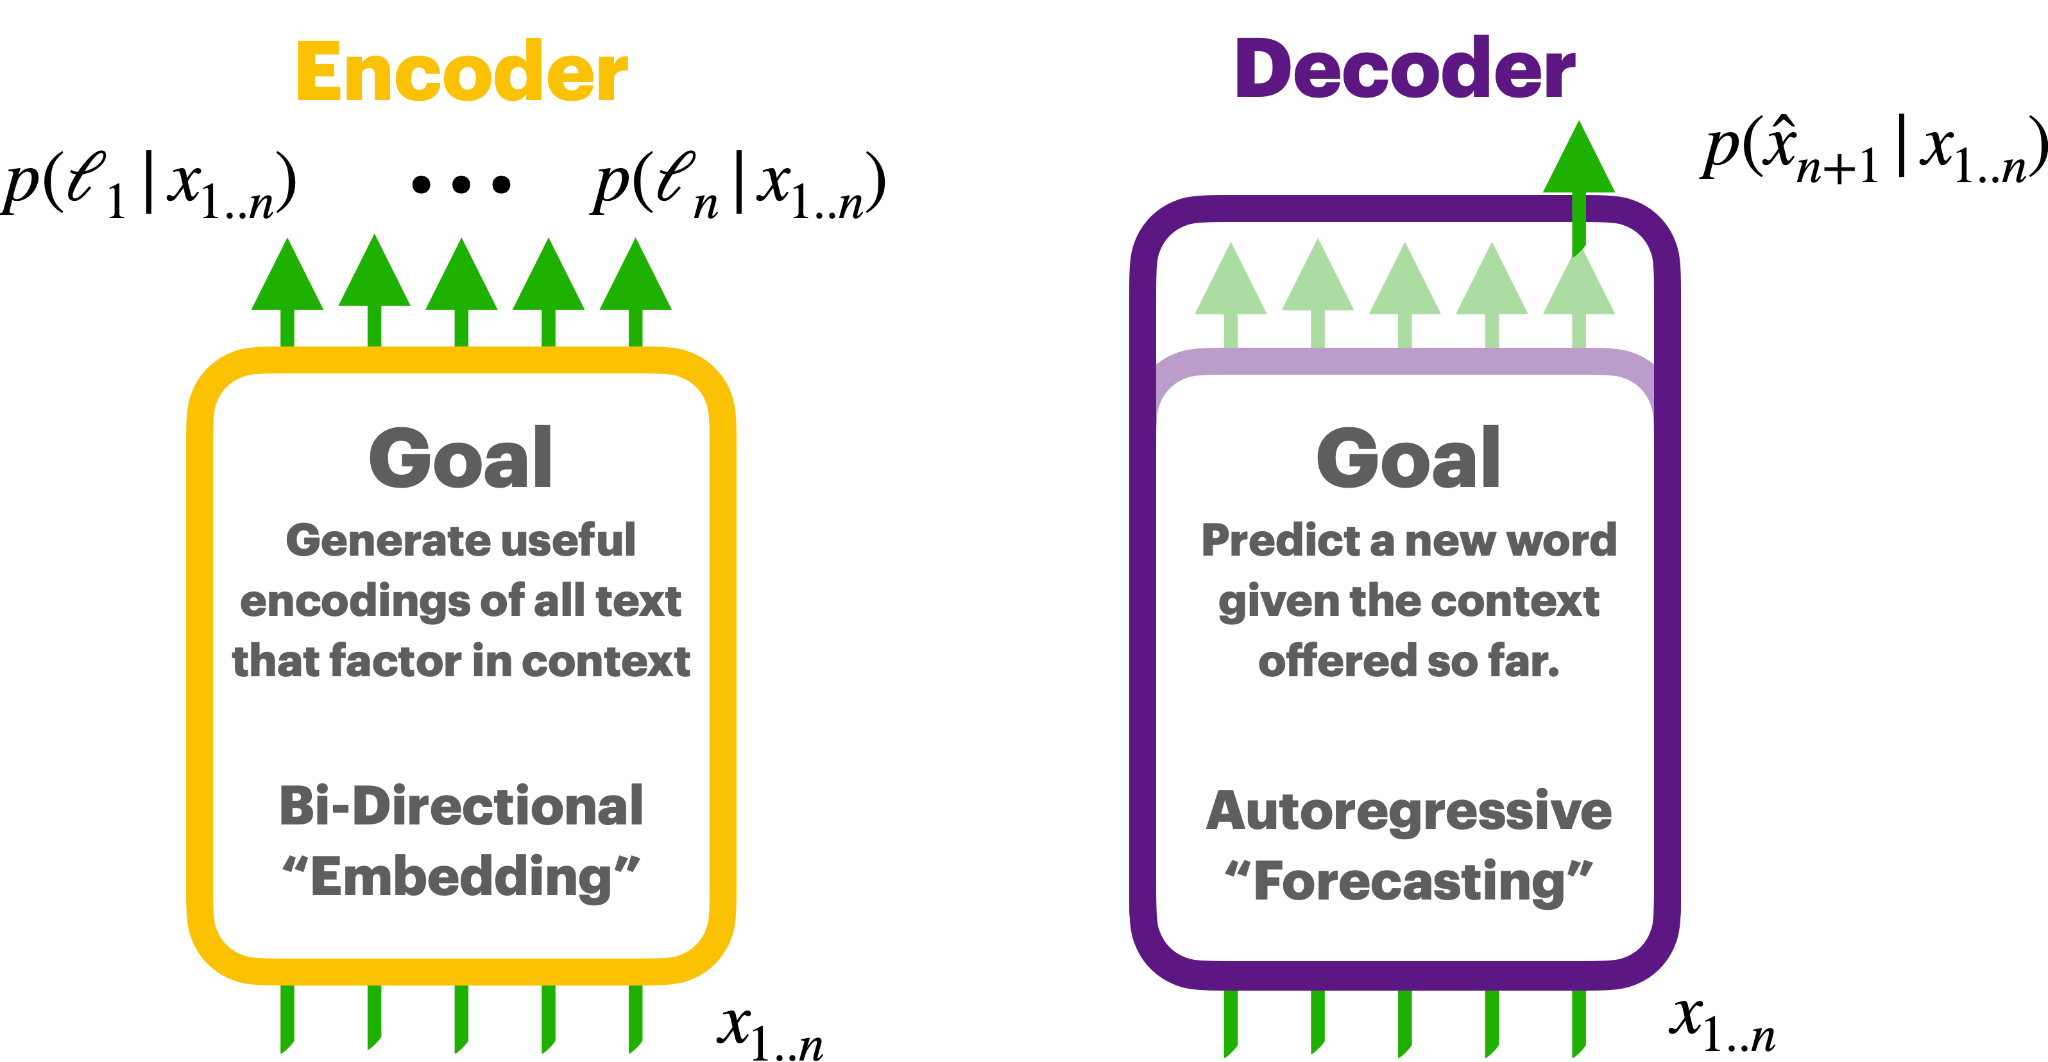 Encoder
p(ℓ₁|x₁..ₙ) ••• p(ℓₙ|x₁..ₙ)
Goal
Generate useful
encodings of all text
that factor in context
Bi-Directional
“Embedding”
x₁..ₙ
Decoder
p(x̂ₙ₊₁|x₁..ₙ)
Goal
Predict a new word
given the context
offered so far.
Autoregressive
“Forecasting”
x₁..ₙ